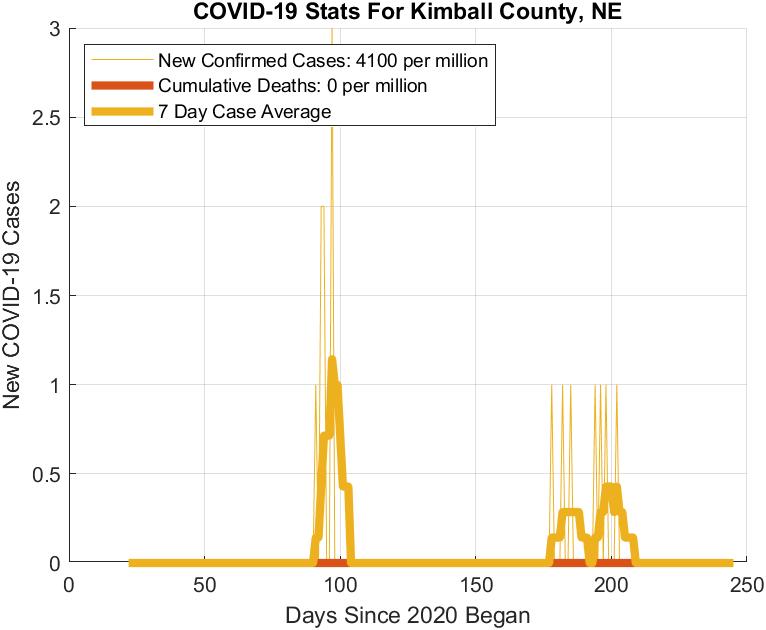 COVID-19 Stats For Kimball County, NE
New Confirmed Cases: 4100 per million
Cumulative Deaths: 0 per million
7 Day Case Average
New COVID-19 Cases
3
2.5
2
1.5
1
0.5
0
0 50 100 150 200 250
Days Since 2020 Began